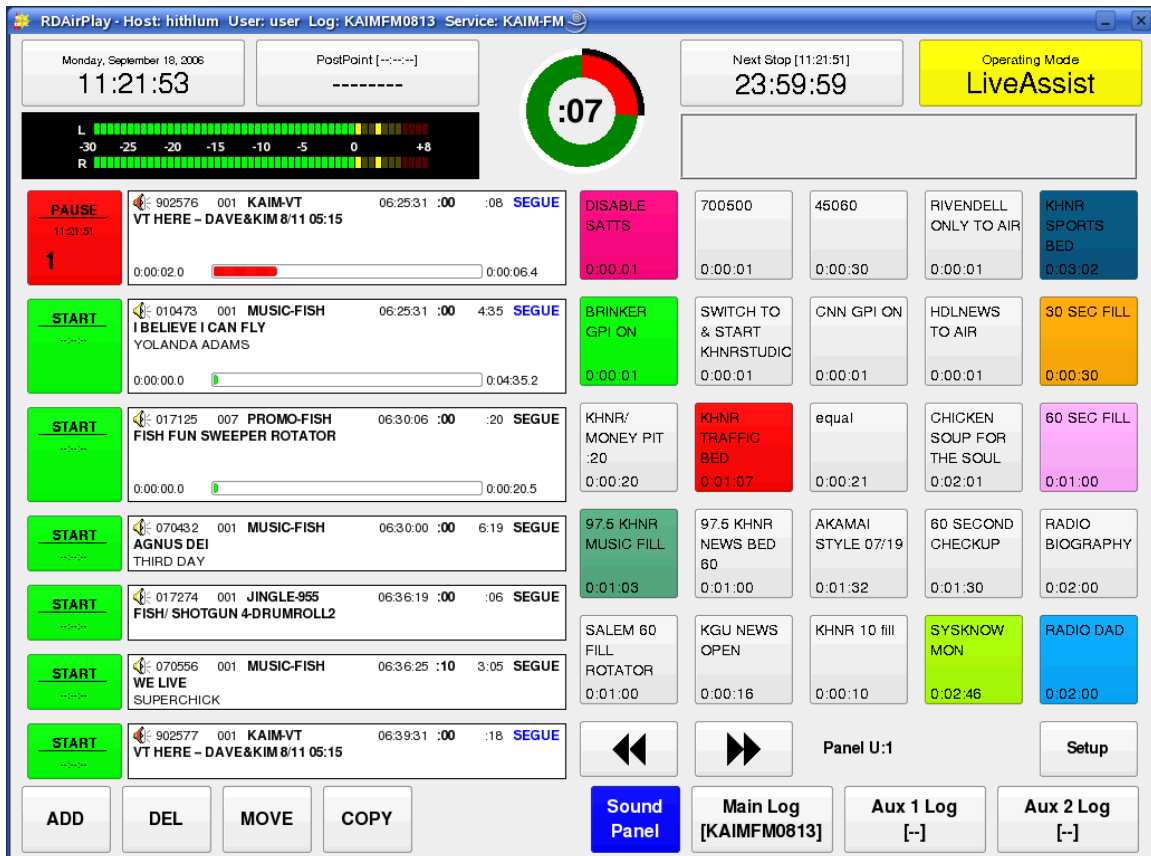 RDAirPlay - Host: hithlum User: user Log: KAIMFM0813 Service: KAIM-FM
Monday, September 18, 2006
11:21:53
PostPoint [--:--:--]
--------
:07
Next Stop [11:21:51]
23:59:59
Operating Mode
LiveAssist
L
-30 -25 -20 -15 -10 -5 0 +8
R
PAUSE
11:21:51
1
902576 001 KAIM-VT 06:25:31 :00 :08 SEGUE
VT HERE – DAVE&KIM 8/11 05:15
0:00:02.0 0:00:06.4
START
--:--:--
010473 001 MUSIC-FISH 06:25:31 :00 4:35 SEGUE
I BELIEVE I CAN FLY
YOLANDA ADAMS
0:00:00.0 0:04:35.2
START
--:--:--
017125 007 PROMO-FISH 06:30:06 :00 :20 SEGUE
FISH FUN SWEEPER ROTATOR
0:00:00.0 0:00:20.5
START
--:--:--
070432 001 MUSIC-FISH 06:30:00 :00 6:19 SEGUE
AGNUS DEI
THIRD DAY
START
--:--:--
017274 001 JINGLE-955 06:36:19 :00 :06 SEGUE
FISH/ SHOTGUN 4-DRUMROLL2
START
--:--:--
070556 001 MUSIC-FISH 06:36:25 :10 3:05 SEGUE
WE LIVE
SUPERCHICK
START
--:--:--
902577 001 KAIM-VT 06:39:31 :00 :18 SEGUE
VT HERE – DAVE&KIM 8/11 05:15
DISABLE
SATTS
0:00:01
700500
0:00:01
45060
0:00:30
RIVENDELL
ONLY TO AIR
0:00:01
KHNR
SPORTS
BED
0:03:02
BRINKER
GPI ON
0:00:01
SWITCH TO
& START
KHNRSTUDIC
0:00:01
CNN GPI ON
0:00:01
HDLNEWS
TO AIR
0:00:01
30 SEC FILL
0:00:30
KHNR/
MONEY PIT
:20
0:00:20
KHNR
TRAFFIC
BED
0:01:07
equal
0:00:21
CHICKEN
SOUP FOR
THE SOUL
0:02:01
60 SEC FILL
0:01:00
97.5 KHNR
MUSIC FILL
0:01:03
97.5 KHNR
NEWS BED
60
0:01:00
AKAMAI
STYLE 07/19
0:01:32
60 SECOND
CHECKUP
0:01:30
RADIO
BIOGRAPHY
0:02:00
SALEM 60
FILL
ROTATOR
0:01:00
KGU NEWS
OPEN
0:00:16
KHNR 10 fill
0:00:10
SYSKNOW
MON
0:02:46
RADIO DAD
0:02:00
Panel U:1
Setup
ADD
DEL
MOVE
COPY
Sound
Panel
Main Log
[KAIMFM0813]
Aux 1 Log
[--]
Aux 2 Log
[--]